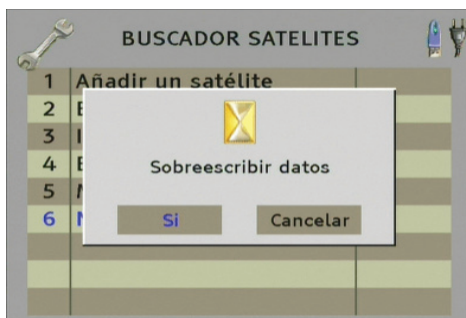 BUSCADOR SATELITES
1 Añadir un satélite
2
3
4
5
6
Sobreescribir datos
Si Cancelar